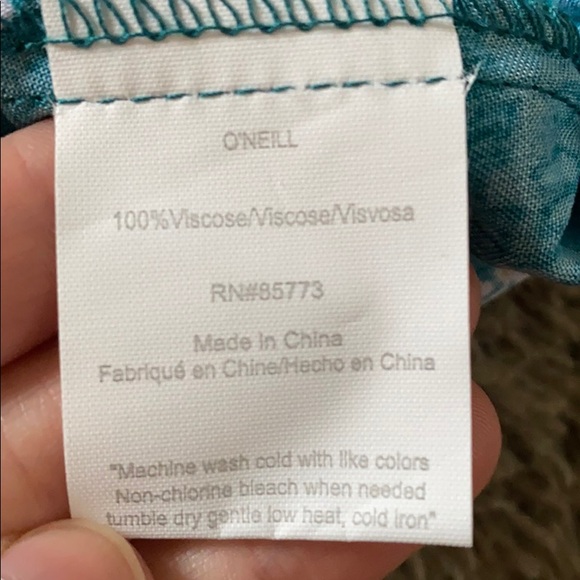 O'NEILL
100%Viscose/Viscose/Visvosa
RN#85773
Made in China
Fabriqué en Chine/Hecho en China
"Machine wash cold with like colors
Non-chlorine bleach when needed
tumble dry gentle low heat, cold iron"